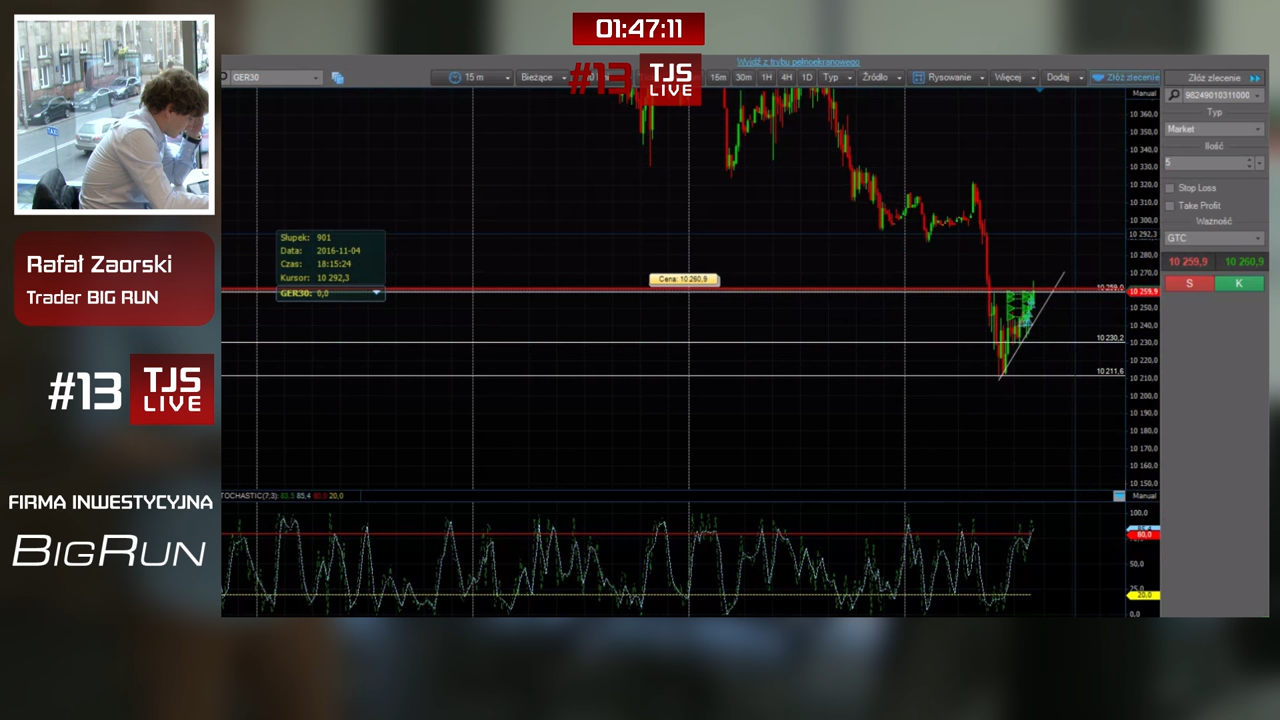 01:47:11
#13 TJS
LIVE
Rafał Zaorski
Trader BIG RUN
#13 TJS
LIVE
FIRMA INWESTYCYJNA
BIGRUN
Wyjdź z trybu pełnoekranowego
GER30
15 m
Bieżące
15m 30m 1H 4H 1D Typ Źródło Rysowanie Więcej Dodaj Złóż zlecenie
Złóż zlecenie
98249010311000
Typ
Market
Ilość
5
Stop Loss
Take Profit
Ważność
GTC
10 259,9 10 260,9
S K
Słupek: 901
Data: 2016-11-04
Czas: 18:15:24
Kursor: 10 292,3
GER30: 0,0
Cena: 10 260,9
10 230,2
10 211,6
Manual
10 360,0
10 350,0
10 340,0
10 330,0
10 320,0
10 310,0
10 300,0
10 292,3
10 280,0
10 270,0
10 259,9
10 250,0
10 240,0
10 230,0
10 220,0
10 210,0
10 200,0
10 190,0
10 180,0
10 170,0
10 160,0
10 150,0
TOCHASTIC(7;3): 85,4 20,0
Manual
100,0
80,0
50,0
20,0
0,0